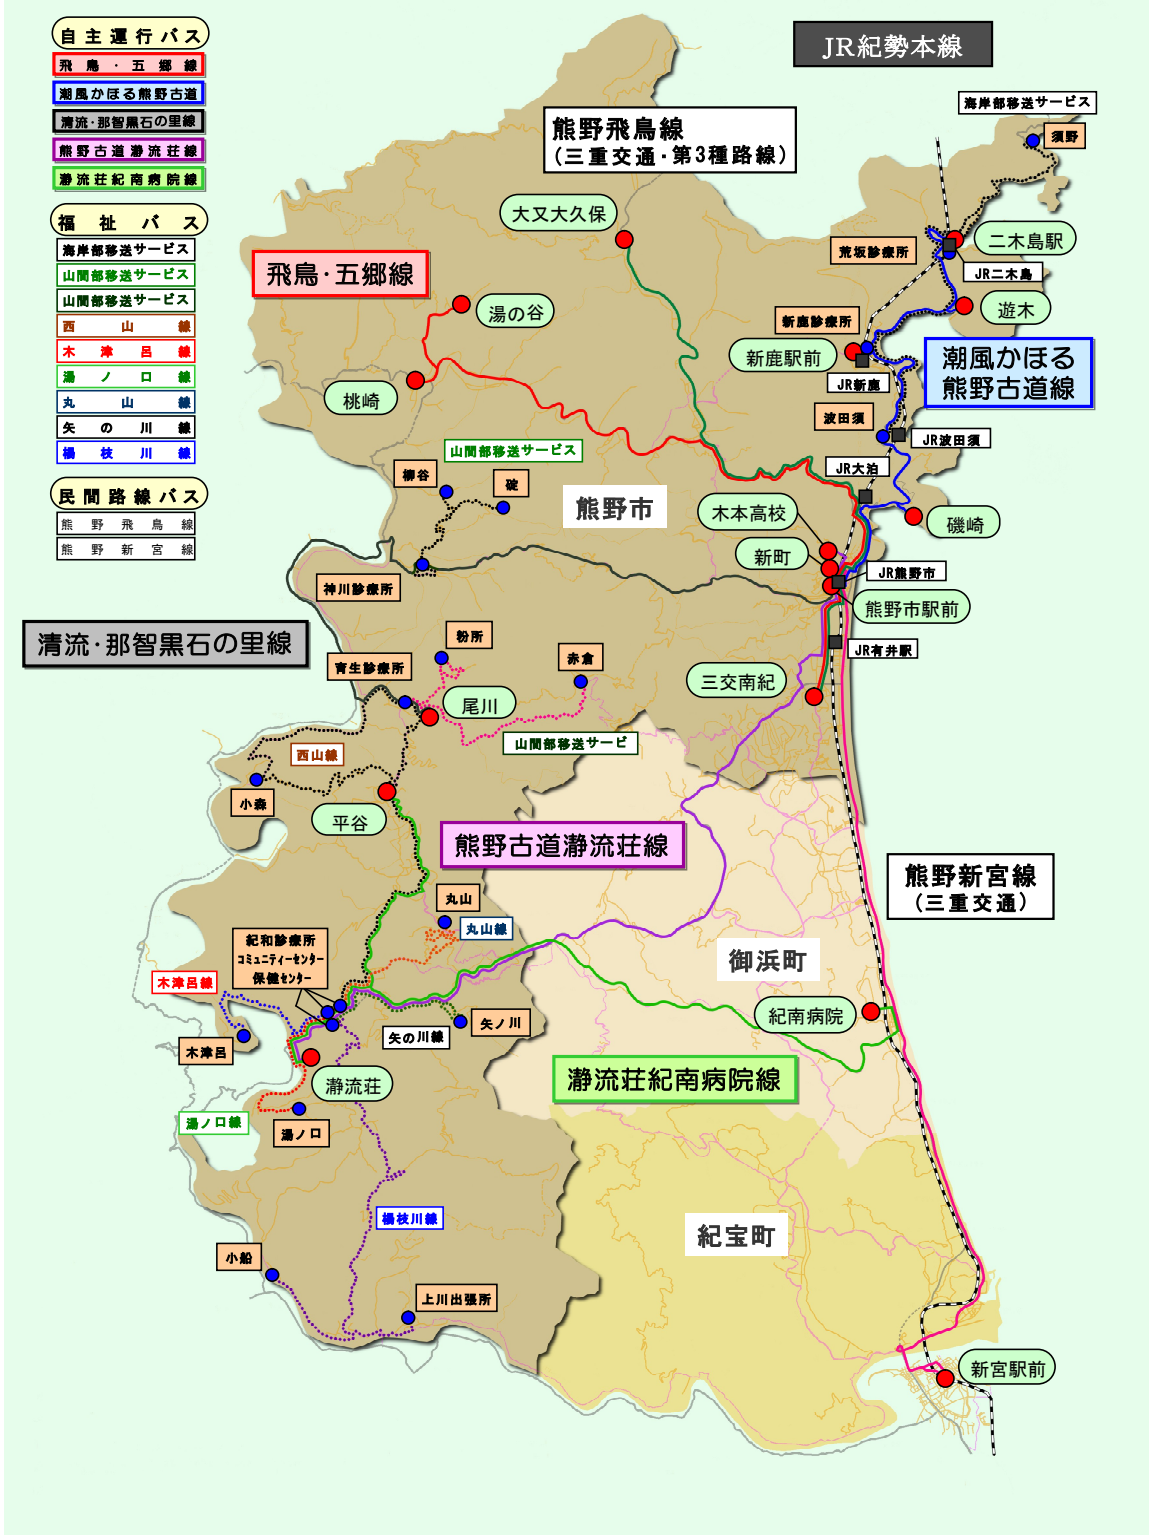 自主運行バス
飛鳥・五郷線
潮風かほる熊野古道
清流・那智黒石の里線
熊野古道瀞流荘線
瀞流荘紀南病院線
福祉バス
海岸部移送サービス
山間部移送サービス
山間部移送サービス
西山線
木津呂線
湯ノ口線
丸山線
矢の川線
楊枝川線
民間路線バス
熊野飛鳥線
熊野新宮線
JR紀勢本線
海岸部移送サービス
須野
熊野飛鳥線
(三重交通・第3種路線)
大又大久保
二木島駅
荒坂診療所
JR二木島
飛鳥・五郷線
湯の谷
遊木
新鹿診療所
新鹿駅前
潮風かほる
熊野古道線
JR新鹿
桃崎
波田須
JR波田須
山間部移送サービス
JR大泊
柳谷
碇
熊野市
木本高校
磯崎
新町
JR熊野市
神川診療所
熊野市駅前
清流・那智黒石の里線
粉所
JR有井駅
育生診療所
赤倉
三交南紀
尾川
山間部移送サービ
西山線
小森
平谷
熊野古道瀞流荘線
熊野新宮線
(三重交通)
丸山
丸山線
紀和診療所
コミュニティーセンター
保健センター
御浜町
木津呂線
紀南病院
矢ノ川
矢の川線
木津呂
瀞流荘
瀞流荘紀南病院線
湯ノ口線
湯ノ口
楊枝川線
紀宝町
小船
上川出張所
新宮駅前